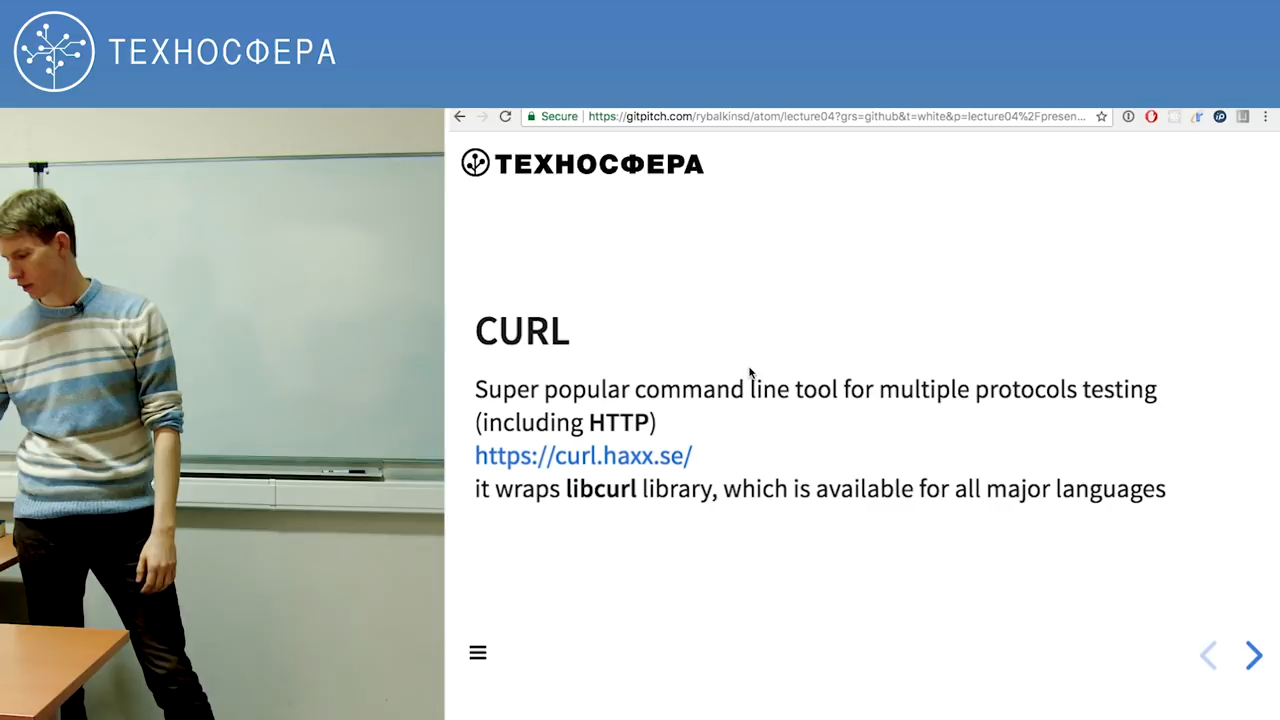 ТЕХНОСФЕРА
Secure https://gitpitch.com/rybalkinsd/atom/lecture04?grs=github&t=white&p=lecture04%2Fpresen...
ТЕХНОСФЕРА
CURL
Super popular command line tool for multiple protocols testing
(including HTTP)
https://curl.haxx.se/
it wraps libcurl library, which is available for all major languages